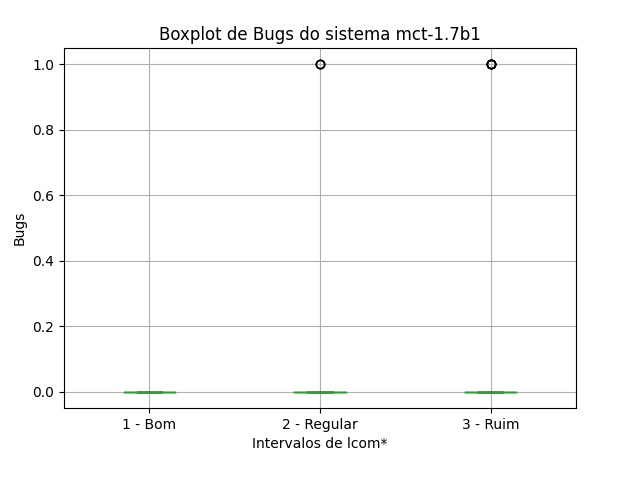 Boxplot de Bugs do sistema mct-1.7b1
1.0
0.8
0.6
0.4
0.2
0.0
Bugs
1 - Bom
2 - Regular
3 - Ruim
Intervalos de lcom*